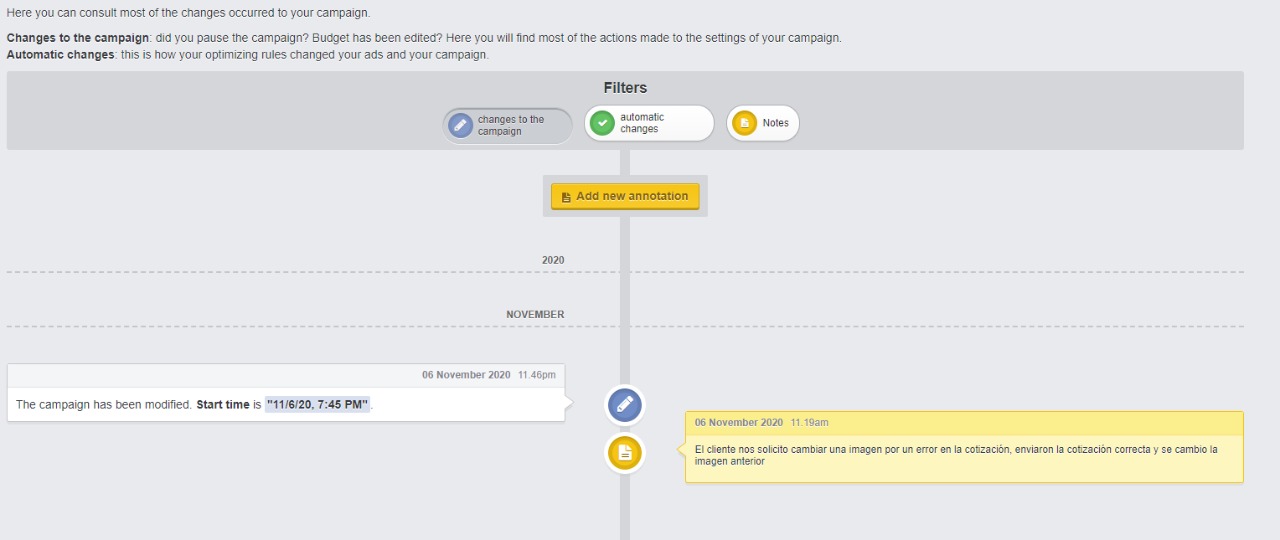 Here you can consult most of the changes occurred to your campaign.
Changes to the campaign: did you pause the campaign? Budget has been edited? Here you will find most of the actions made to the settings of your campaign.
Automatic changes: this is how your optimizing rules changed your ads and your campaign.
Filters
changes to the
campaign
automatic
changes
Notes
Add new annotation
2020
NOVEMBER
06 November 2020 11.46pm
The campaign has been modified. Start time is "11/6/20, 7:45 PM".
06 November 2020 11.19am
El cliente nos solicito cambiar una imagen por un error en la cotización, enviaron la cotización correcta y se cambio la
imagen anterior